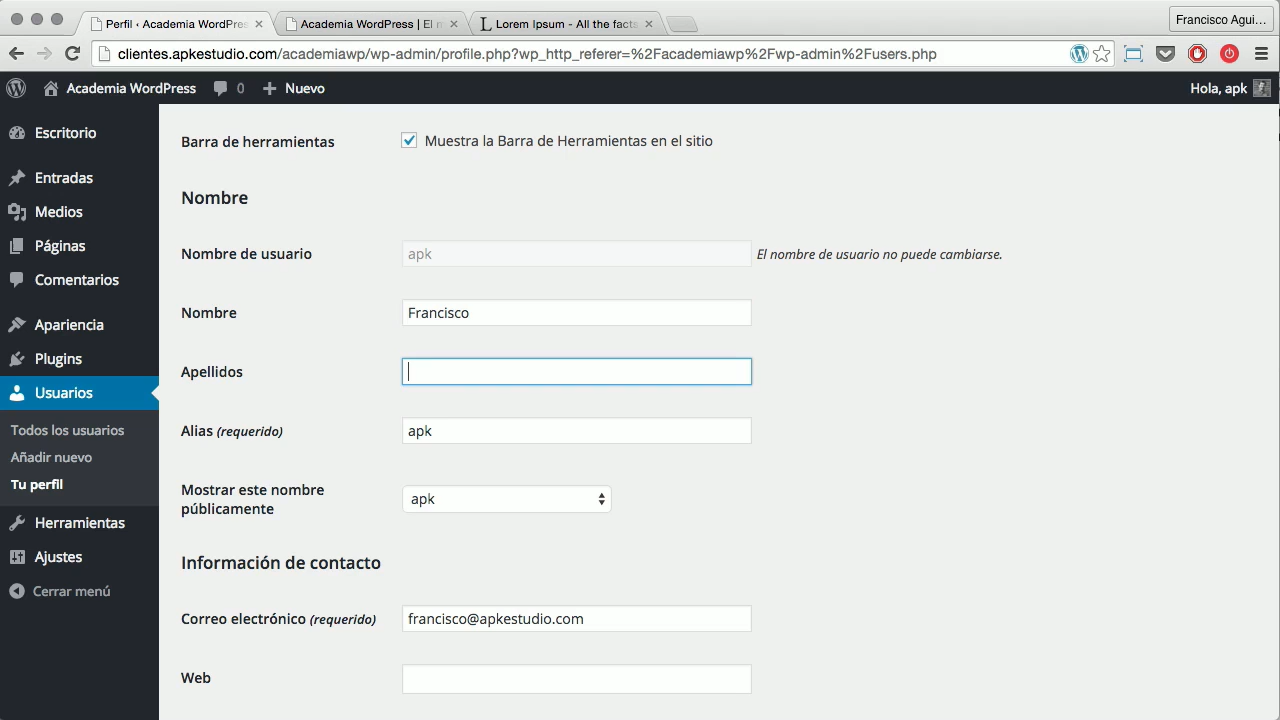 Perfil ‹ Academia WordPres
Academia WordPress | El n
Lorem Ipsum - All the facts
Francisco Agui...
clientes.apkestudio.com/academiawp/wp-admin/profile.php?wp_http_referer=%2Facademiawp%2Fwp-admin%2Fusers.php
Academia WordPress
0
Nuevo
Hola, apk
Escritorio
Entradas
Medios
Páginas
Comentarios
Apariencia
Plugins
Usuarios
Todos los usuarios
Añadir nuevo
Tu perfil
Herramientas
Ajustes
Cerrar menú
Barra de herramientas
Muestra la Barra de Herramientas en el sitio
Nombre
Nombre de usuario
apk
El nombre de usuario no puede cambiarse.
Nombre
Francisco
Apellidos
Alias (requerido)
apk
Mostrar este nombre
públicamente
apk
Información de contacto
Correo electrónico (requerido)
francisco@apkestudio.com
Web